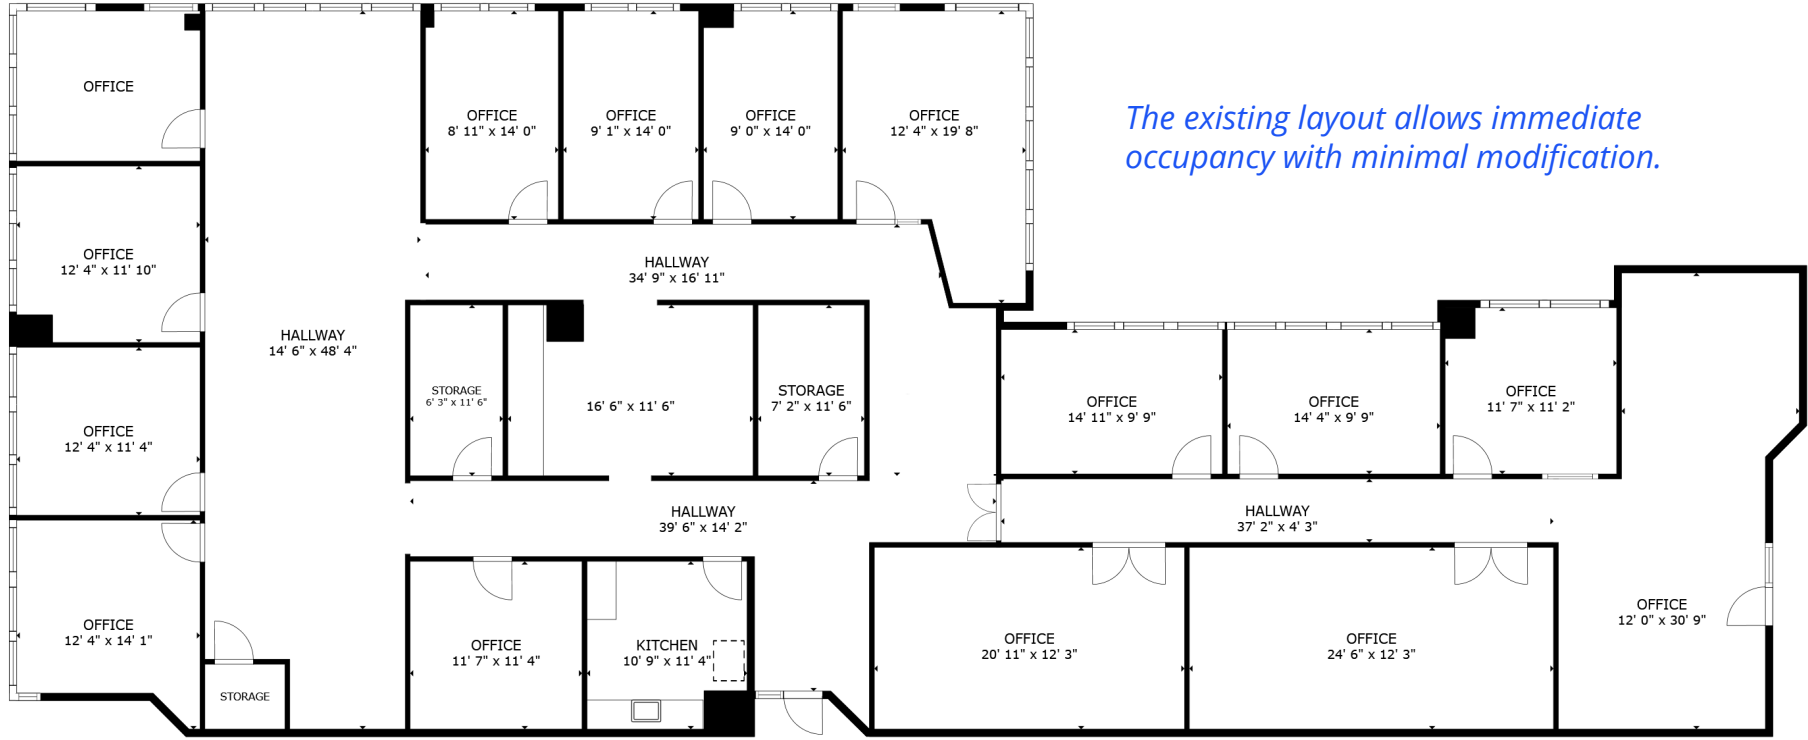 OFFICE
OFFICE
8' 11" x 14' 0"
OFFICE
9' 1" x 14' 0"
OFFICE
9' 0" x 14' 0"
OFFICE
12' 4" x 19' 8"
The existing layout allows immediate
occupancy with minimal modification.
OFFICE
12' 4" x 11' 10"
HALLWAY
34' 9" x 16' 11"
HALLWAY
14' 6" x 48' 4"
STORAGE
6' 3" x 11' 6"
16' 6" x 11' 6"
STORAGE
7' 2" x 11' 6"
OFFICE
14' 11" x 9' 9"
OFFICE
14' 4" x 9' 9"
OFFICE
11' 7" x 11' 2"
OFFICE
12' 4" x 11' 4"
HALLWAY
39' 6" x 14' 2"
HALLWAY
37' 2" x 4' 3"
OFFICE
12' 4" x 14' 1"
OFFICE
11' 7" x 11' 4"
KITCHEN
10' 9" x 11' 4"
OFFICE
20' 11" x 12' 3"
OFFICE
24' 6" x 12' 3"
OFFICE
12' 0" x 30' 9"
STORAGE